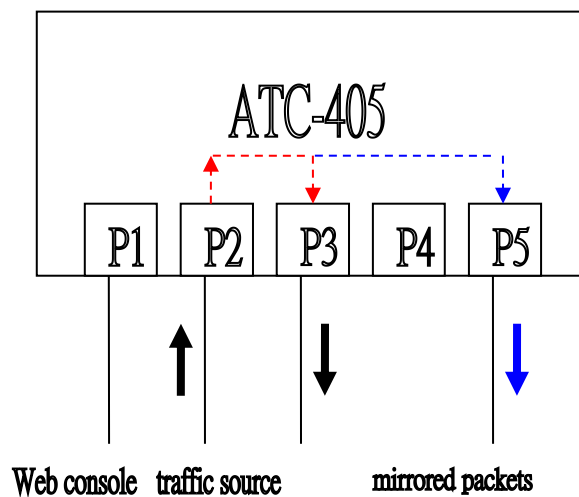 ATC-405
P1 P2 P3 P4 P5
Web console traffic source mirrored packets